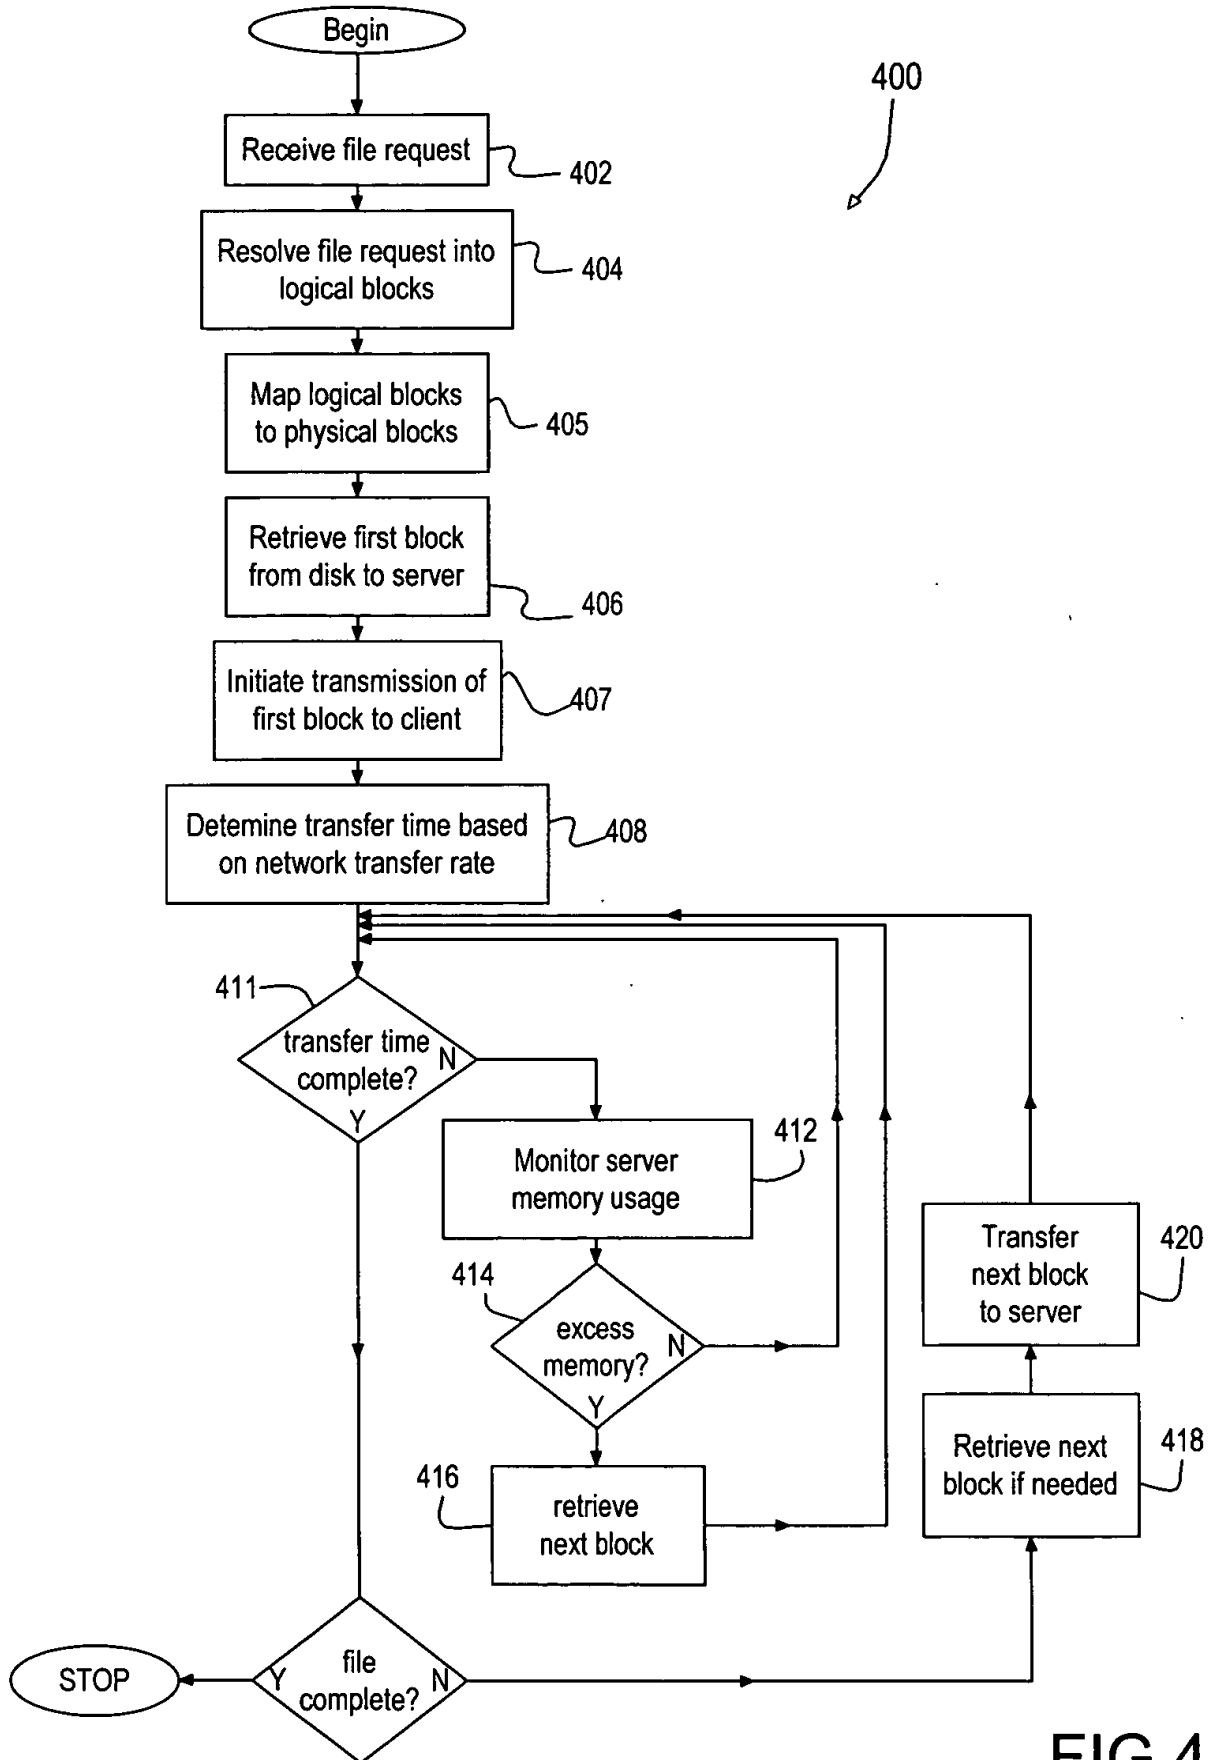 Begin
400
Receive file request
402
Resolve file request into
logical blocks
404
Map logical blocks
to physical blocks
405
Retrieve first block
from disk to server
406
Initiate transmission of
first block to client
407
Detemine transfer time based
on network transfer rate
408
411
transfer time
complete?
N
Y
Monitor server
memory usage
412
414
excess
memory?
N
Y
416
retrieve
next block
Transfer
next block
to server
420
Retrieve next
block if needed
418
STOP
Y
file
complete?
N
FIG.4